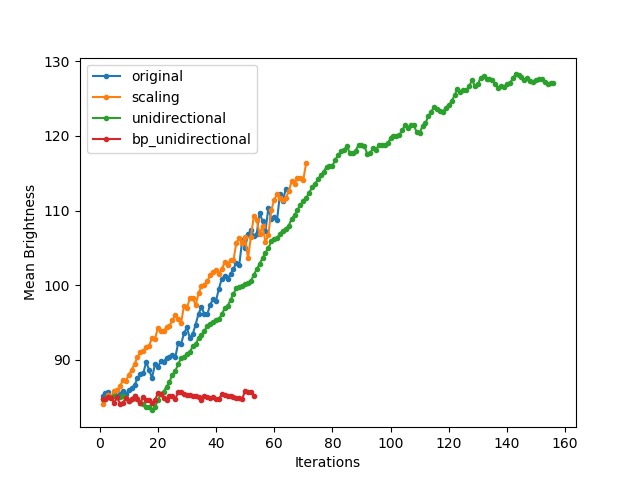 original
scaling
unidirectional
bp_unidirectional
Mean Brightness
130
120
110
100
90
0 20 40 60 80 100 120 140 160
Iterations